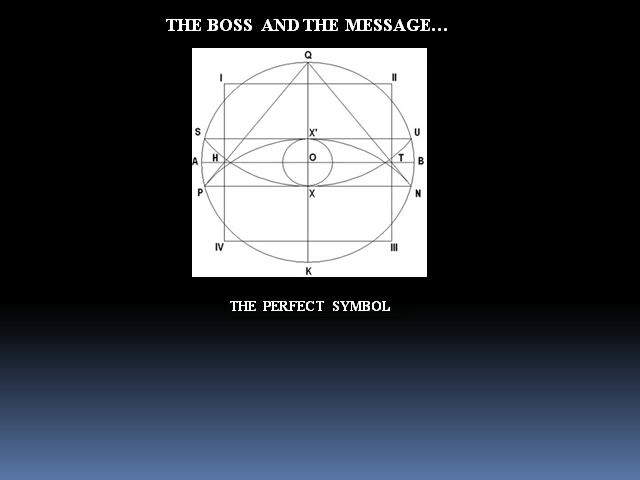 THE BOSS AND THE MESSAGE...
Q
I II
S X' U
A H O T B
P X N
IV III
K
THE PERFECT SYMBOL